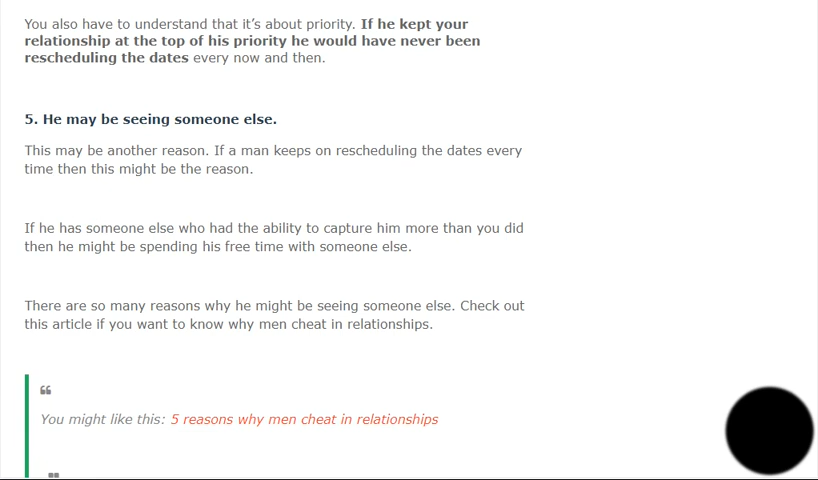 You also have to understand that it’s about priority. If he kept your
relationship at the top of his priority he would have never been
rescheduling the dates every now and then.
5. He may be seeing someone else.
This may be another reason. If a man keeps on rescheduling the dates every
time then this might be the reason.
If he has someone else who had the ability to capture him more than you did
then he might be spending his free time with someone else.
There are so many reasons why he might be seeing someone else. Check out
this article if you want to know why men cheat in relationships.
“
You might like this: 5 reasons why men cheat in relationships
”